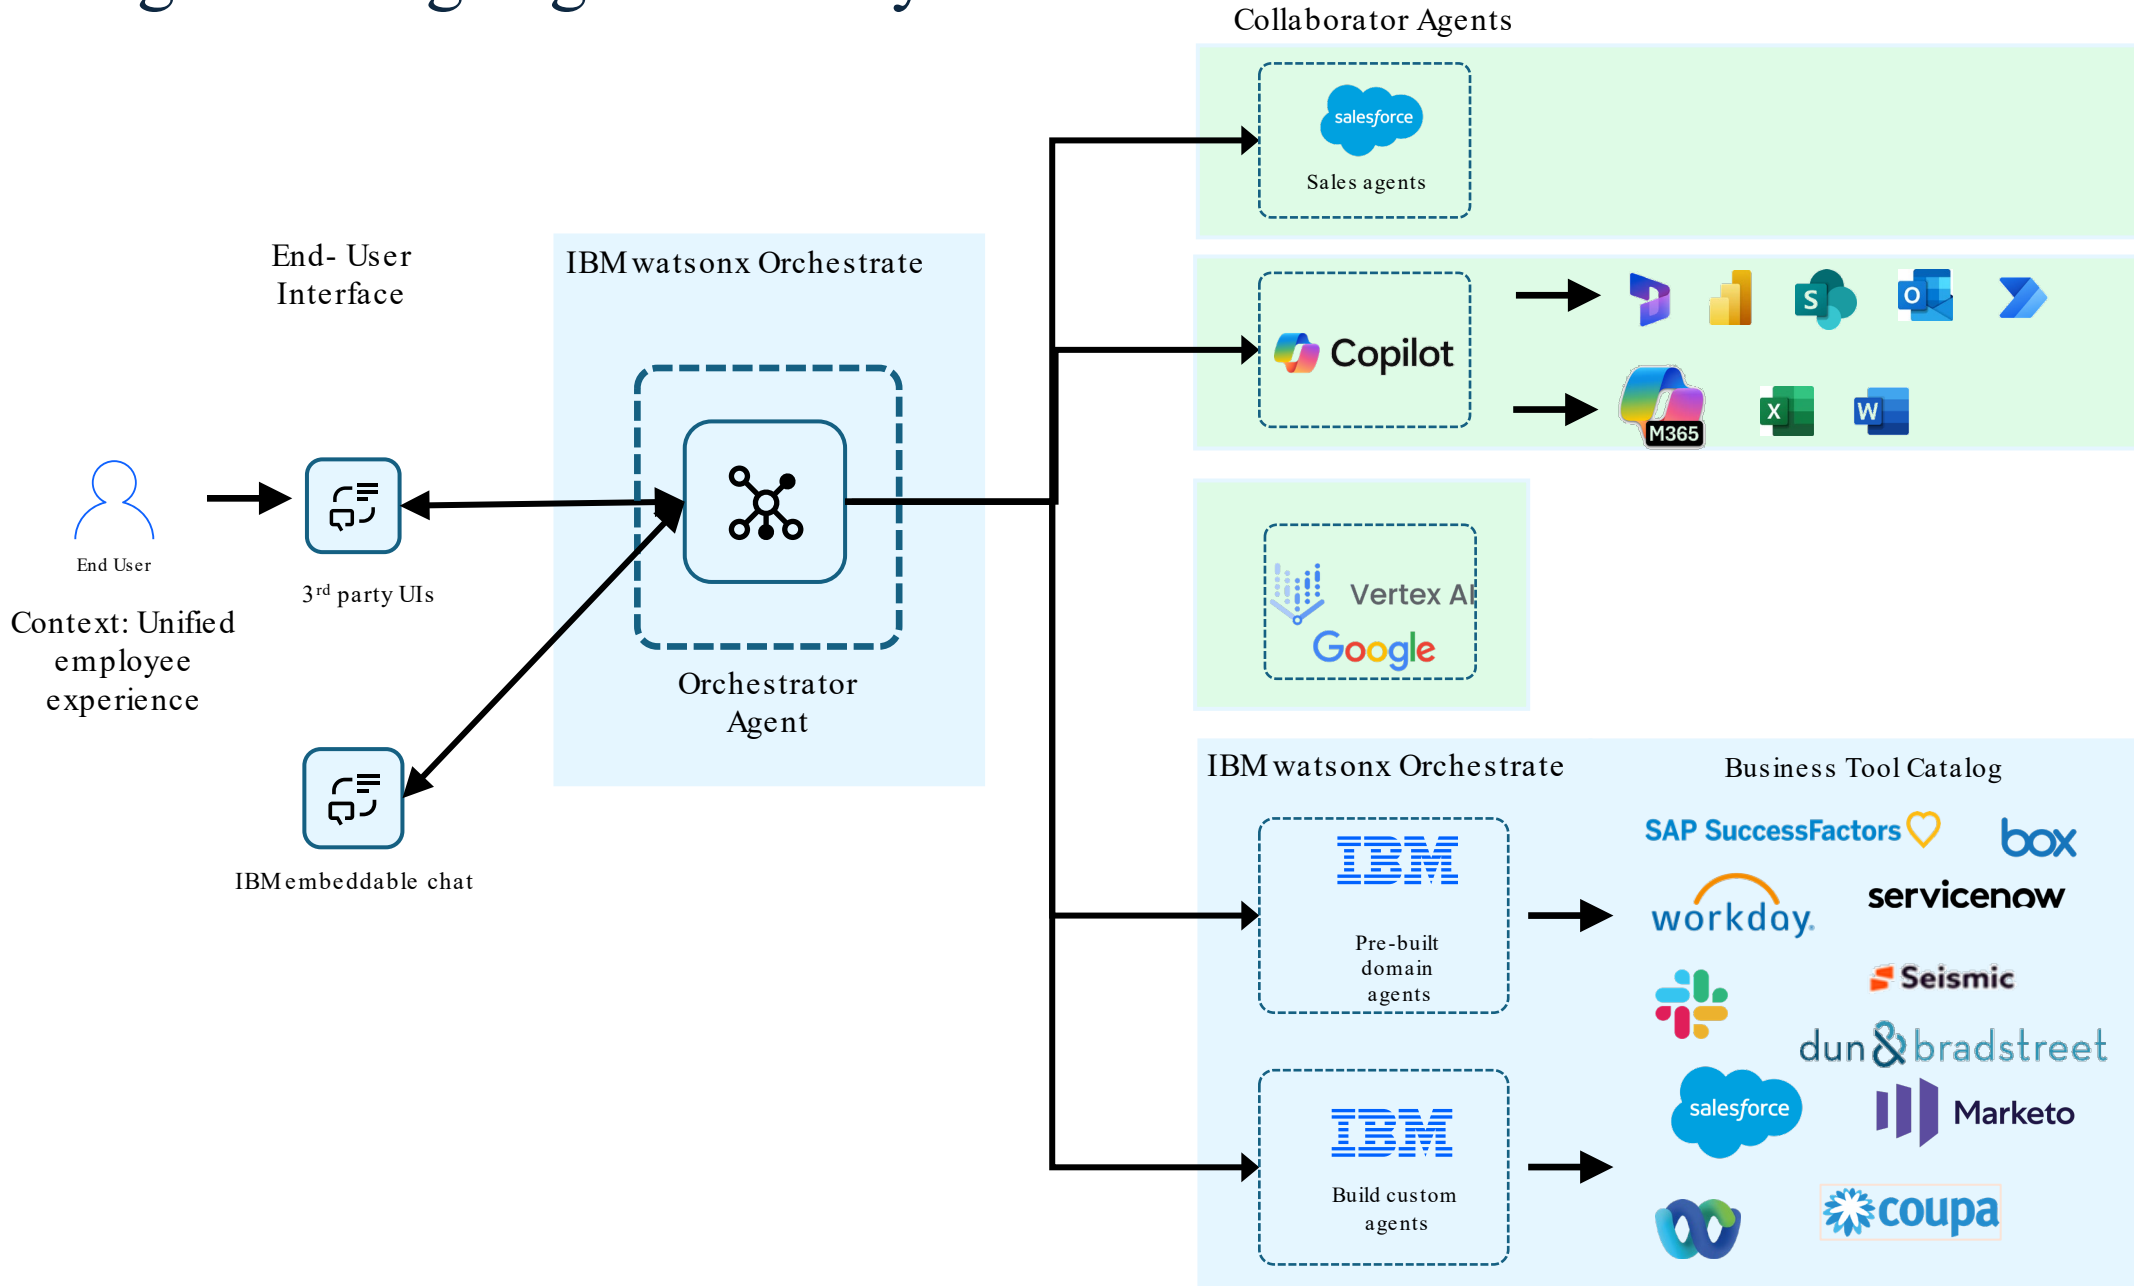 Collaborator Agents
salesforce
Sales agents
End- User
Interface
IBM watsonx Orchestrate
Copilot
S
O
M365
X
W
End User
3rd party UIs
Context: Unified
employee
experience
Orchestrator
Agent
Vertex AI
Google
IBM embeddable chat
IBM watsonx Orchestrate
Business Tool Catalog
IBM
Pre-built
domain
agents
IBM
Build custom
agents
SAP SuccessFactors
box
workday.
servicenow
Seismic
dun & bradstreet
salesforce
Marketo
coupa